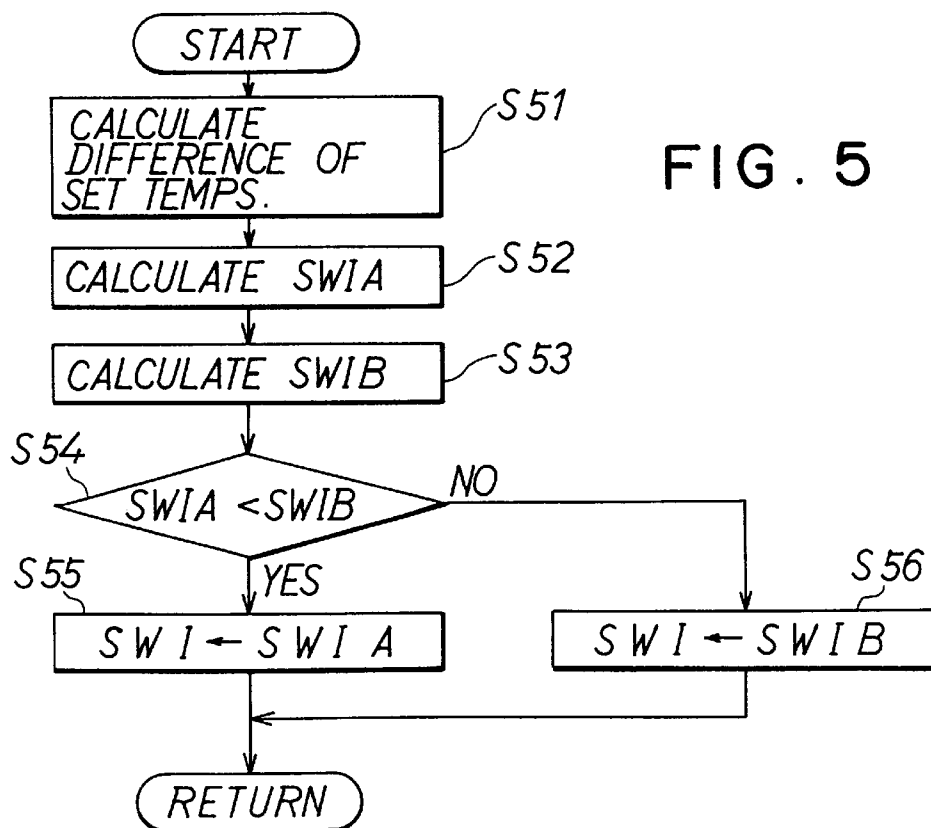 START
CALCULATE
DIFFERENCE OF
SET TEMPS.
S51
FIG. 5
CALCULATE SWIA
S52
CALCULATE SWIB
S53
S54
SWIA < SWIB
NO
YES
S55
SWI ← SWIA
S56
SWI ← SWIB
RETURN